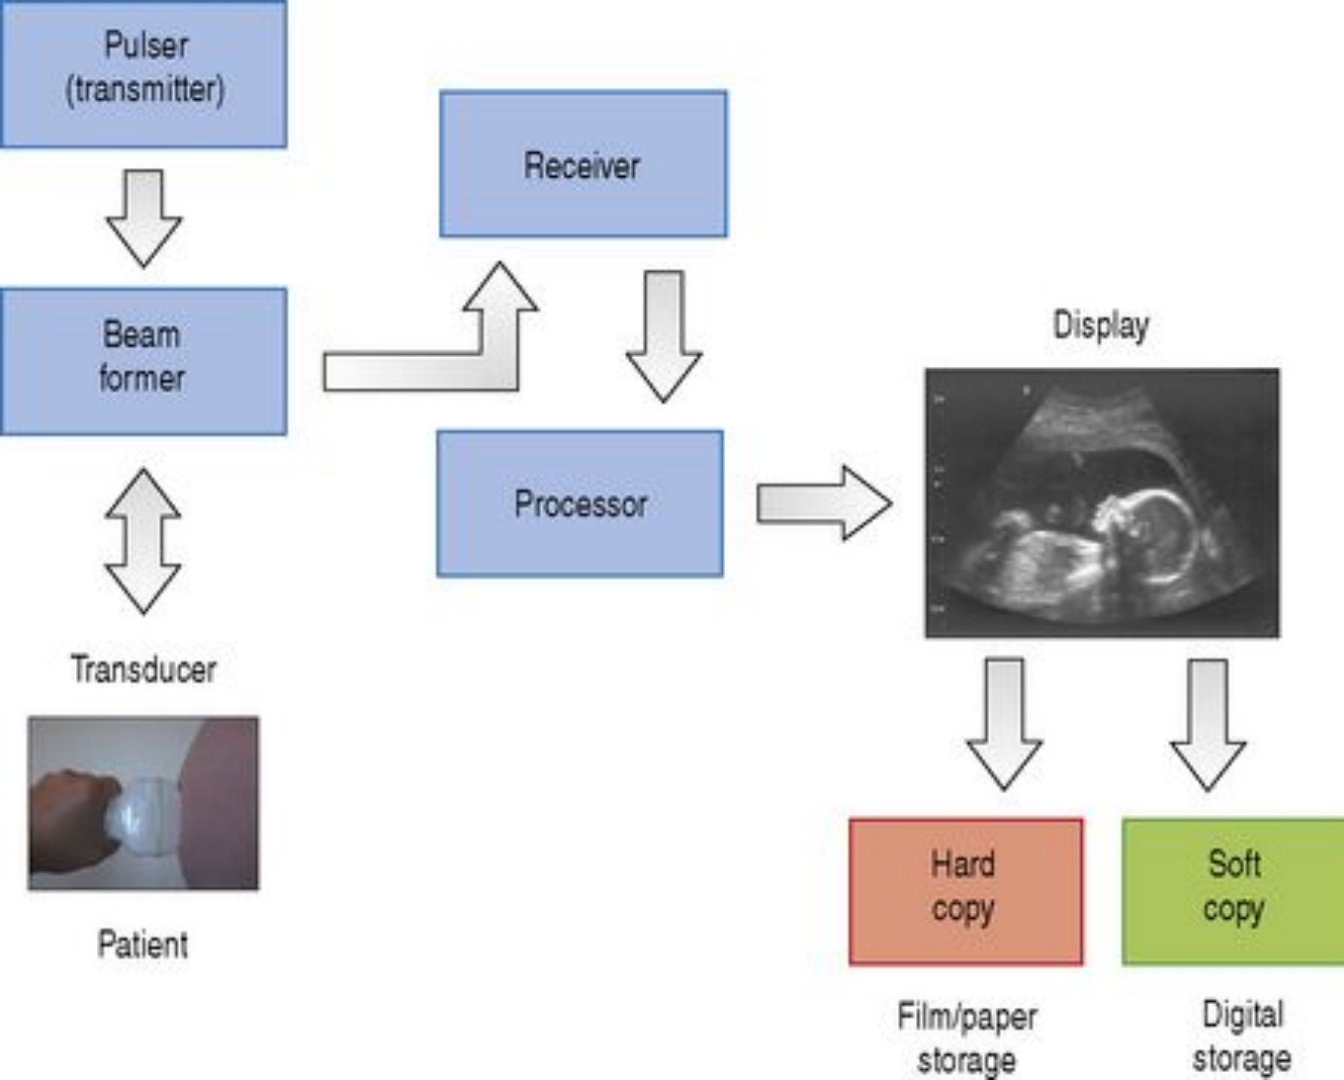 Pulser
(transmitter)
Receiver
Beam
former
Display
Processor
Transducer
Patient
Hard
copy
Soft
copy
Film/paper
storage
Digital
storage